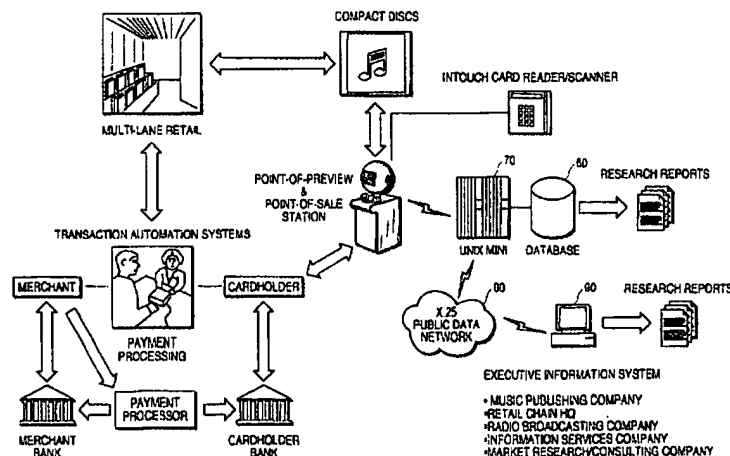 COMPACT DISCS
MULTI-LANE RETAIL
INTOUCH CARD READER/SCANNER
POINT-OF-PREVIEW
&
POINT-OF-SALE
STATION
70
60
RESEARCH REPORTS
UNIX MINI
DATABASE
TRANSACTION AUTOMATION SYSTEMS
MERCHANT
CARDHOLDER
PAYMENT
PROCESSING
80
X.25
PUBLIC DATA
NETWORK
90
RESEARCH REPORTS
PAYMENT
PROCESSOR
MERCHANT
BANK
CARDHOLDER
BANK
EXECUTIVE INFORMATION SYSTEM
• MUSIC PUBLISHING COMPANY
•RETAIL CHAIN HQ
•RADIO BROADCASTING COMPANY
•INFORMATION SERVICES COMPANY
•MARKET RESEARCH/CONSULTING COMPANY